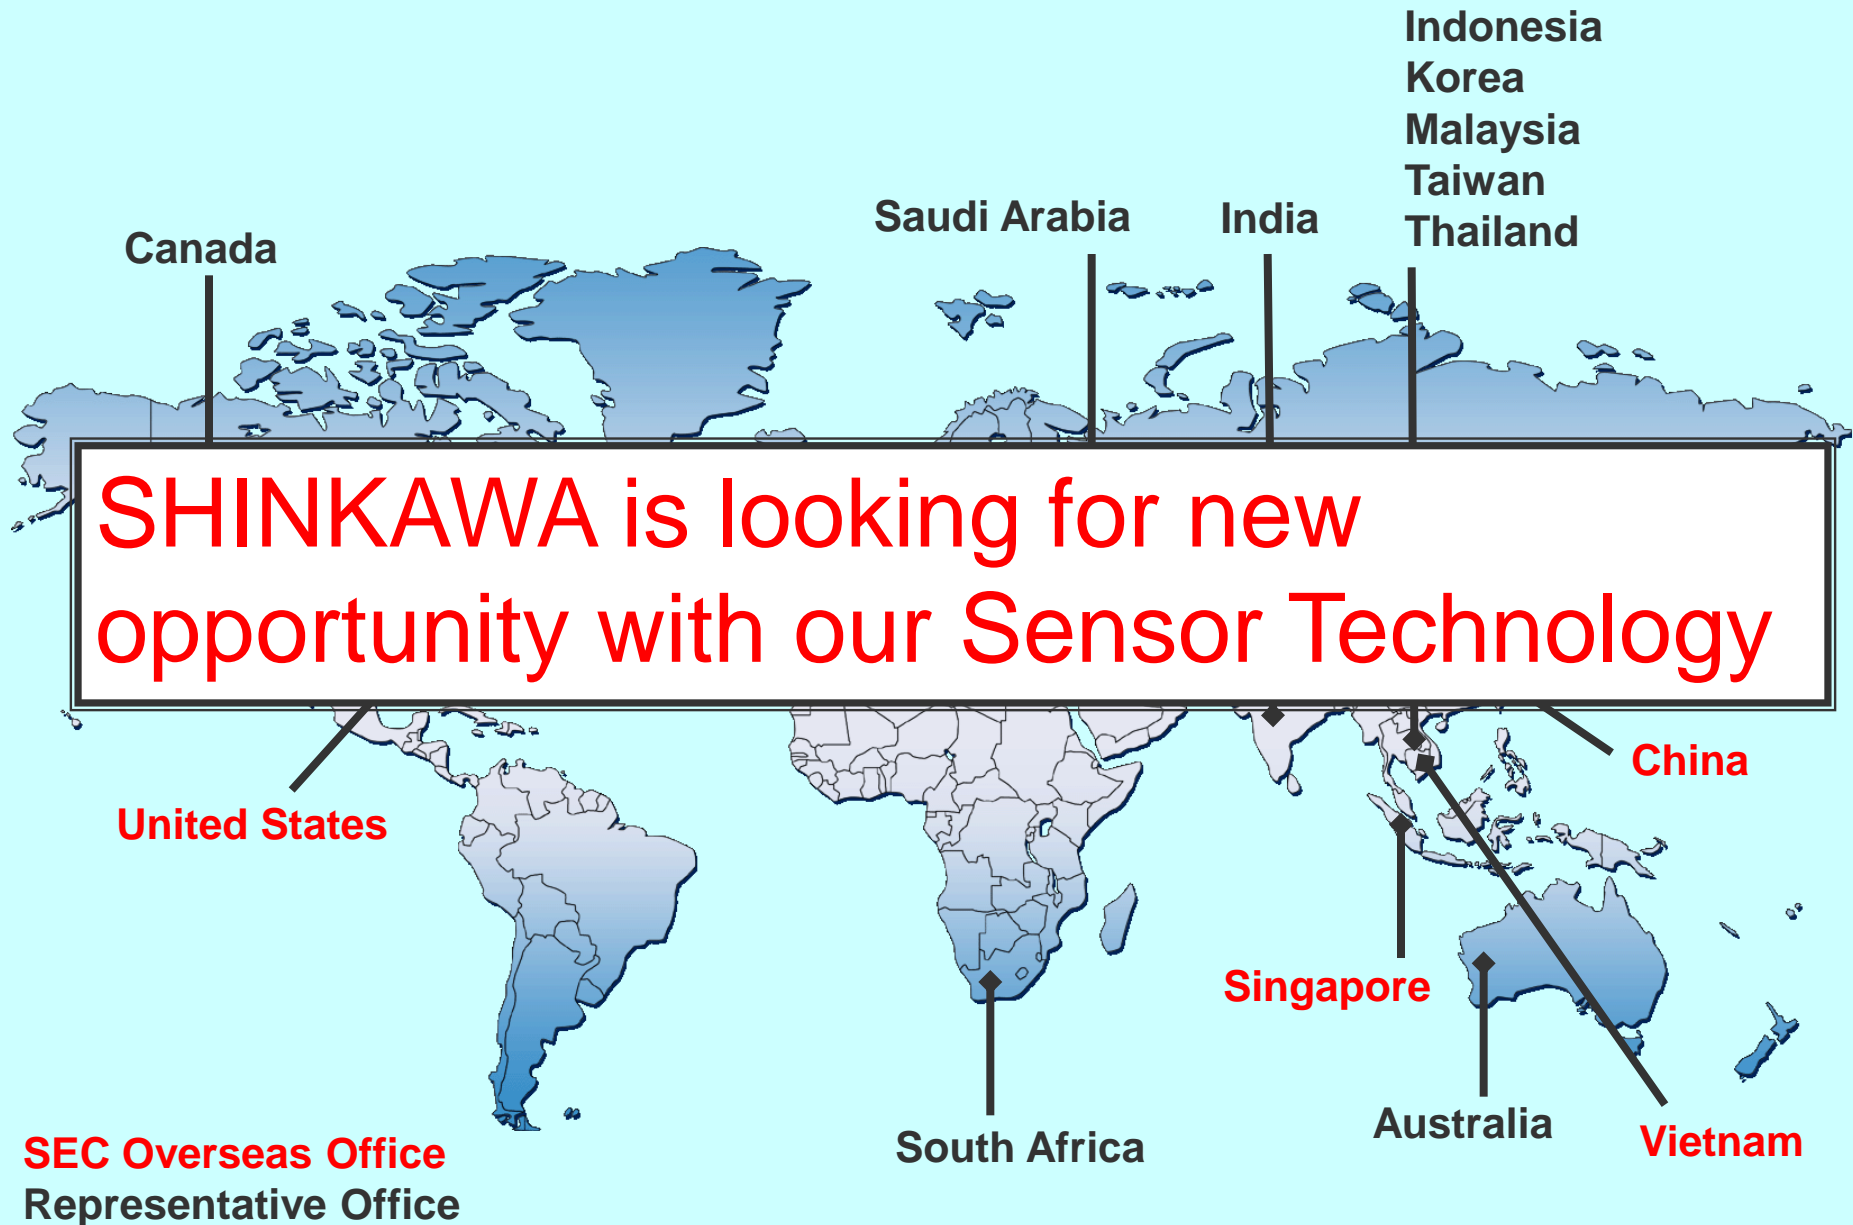 Indonesia
Korea
Malaysia
Taiwan
Thailand
Saudi Arabia
India
Canada
SHINKAWA is looking for new
opportunity with our Sensor Technology
China
United States
Singapore
Australia
South Africa
Vietnam
SEC Overseas Office
Representative Office